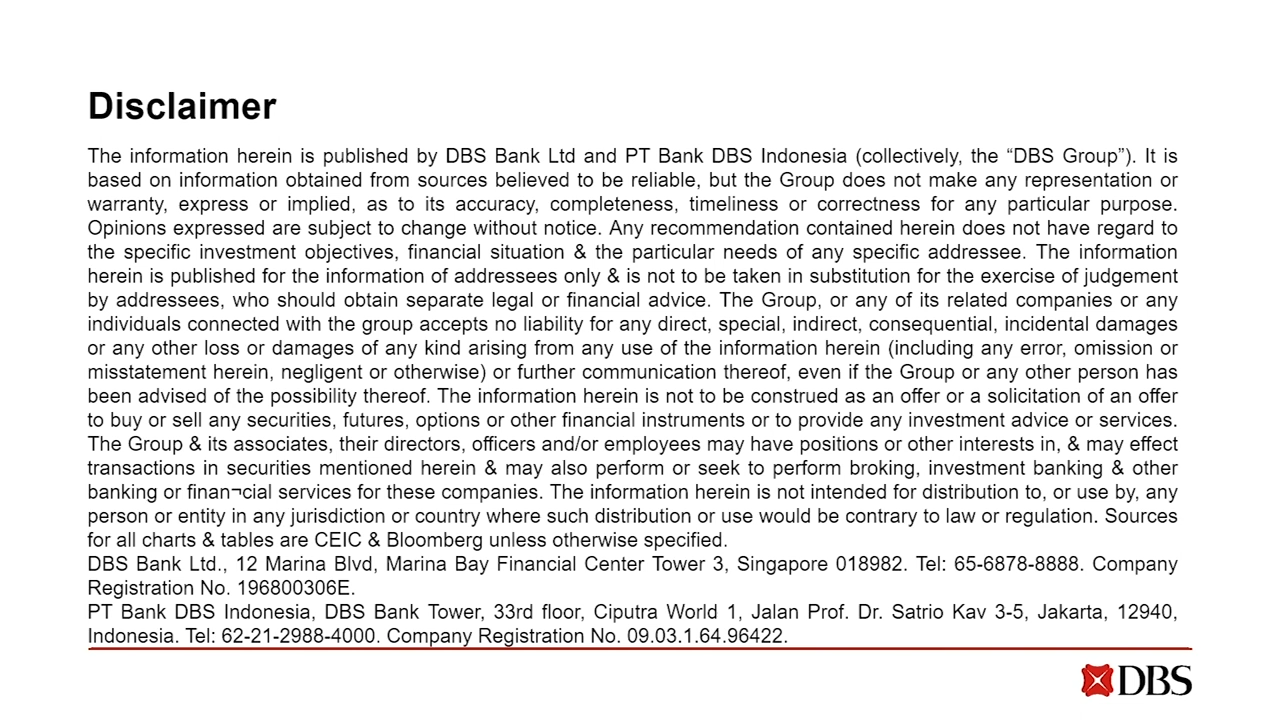 Disclaimer
The information herein is published by DBS Bank Ltd and PT Bank DBS Indonesia (collectively, the “DBS Group”). It is
based on information obtained from sources believed to be reliable, but the Group does not make any representation or
warranty, express or implied, as to its accuracy, completeness, timeliness or correctness for any particular purpose.
Opinions expressed are subject to change without notice. Any recommendation contained herein does not have regard to
the specific investment objectives, financial situation & the particular needs of any specific addressee. The information
herein is published for the information of addressees only & is not to be taken in substitution for the exercise of judgement
by addressees, who should obtain separate legal or financial advice. The Group, or any of its related companies or any
individuals connected with the group accepts no liability for any direct, special, indirect, consequential, incidental damages
or any other loss or damages of any kind arising from any use of the information herein (including any error, omission or
misstatement herein, negligent or otherwise) or further communication thereof, even if the Group or any other person has
been advised of the possibility thereof. The information herein is not to be construed as an offer or a solicitation of an offer
to buy or sell any securities, futures, options or other financial instruments or to provide any investment advice or services.
The Group & its associates, their directors, officers and/or employees may have positions or other interests in, & may effect
transactions in securities mentioned herein & may also perform or seek to perform broking, investment banking & other
banking or finan¬cial services for these companies. The information herein is not intended for distribution to, or use by, any
person or entity in any jurisdiction or country where such distribution or use would be contrary to law or regulation. Sources
for all charts & tables are CEIC & Bloomberg unless otherwise specified.
DBS Bank Ltd., 12 Marina Blvd, Marina Bay Financial Center Tower 3, Singapore 018982. Tel: 65-6878-8888. Company
Registration No. 196800306E.
PT Bank DBS Indonesia, DBS Bank Tower, 33rd floor, Ciputra World 1, Jalan Prof. Dr. Satrio Kav 3-5, Jakarta, 12940,
Indonesia. Tel: 62-21-2988-4000. Company Registration No. 09.03.1.64.96422.
DBS